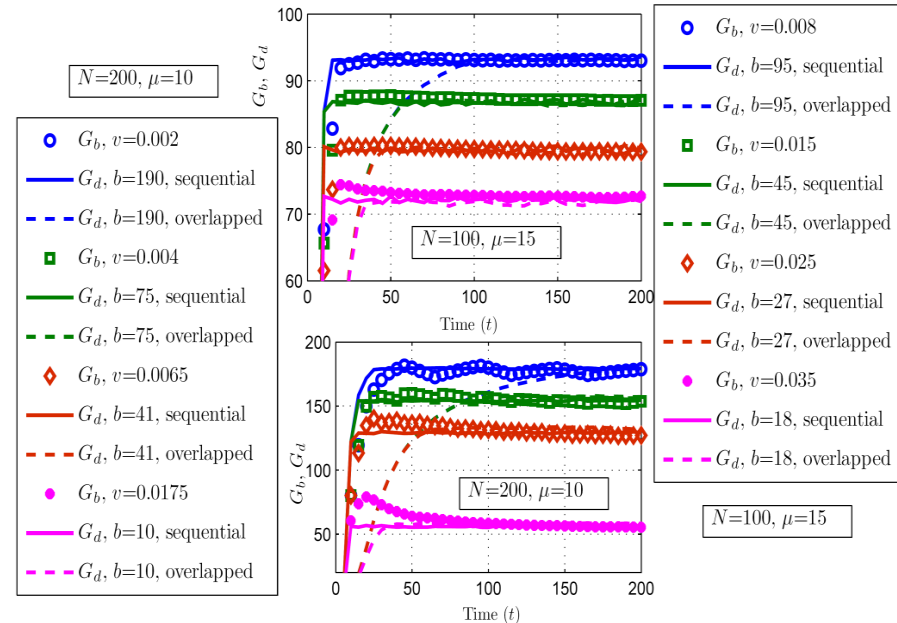 N=200, μ=10
G_b, v=0.002
G_d, b=190, sequential
G_d, b=190, overlapped
G_b, v=0.004
G_d, b=75, sequential
G_d, b=75, overlapped
G_b, v=0.0065
G_d, b=41, sequential
G_d, b=41, overlapped
G_b, v=0.0175
G_d, b=10, sequential
G_d, b=10, overlapped
G_b, G_d
100
90
80
70
60
N=100, μ=15
0
50
100
150
200
Time (t)
G_b, G_d
200
150
100
50
N=200, μ=10
0
50
100
150
200
Time (t)
G_b, v=0.008
G_d, b=95, sequential
G_d, b=95, overlapped
G_b, v=0.015
G_d, b=45, sequential
G_d, b=45, overlapped
G_b, v=0.025
G_d, b=27, sequential
G_d, b=27, overlapped
G_b, v=0.035
G_d, b=18, sequential
G_d, b=18, overlapped
N=100, μ=15